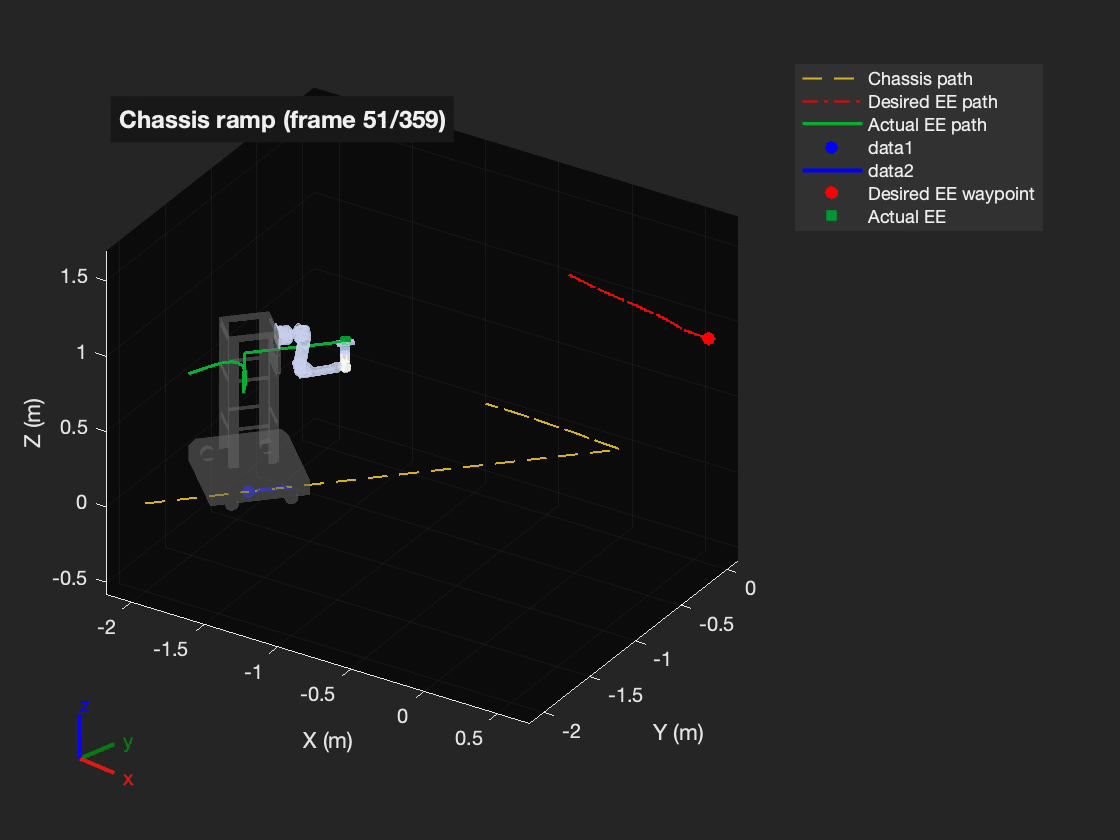 Chassis ramp (frame 51/359)
Chassis path
Desired EE path
Actual EE path
data1
data2
Desired EE waypoint
Actual EE
1.5
1
0.5
0
-0.5
Z (m)
-2
-1.5
-1
-0.5
0
0.5
X (m)
0
-0.5
-1
-1.5
-2
Y (m)
z
y
x